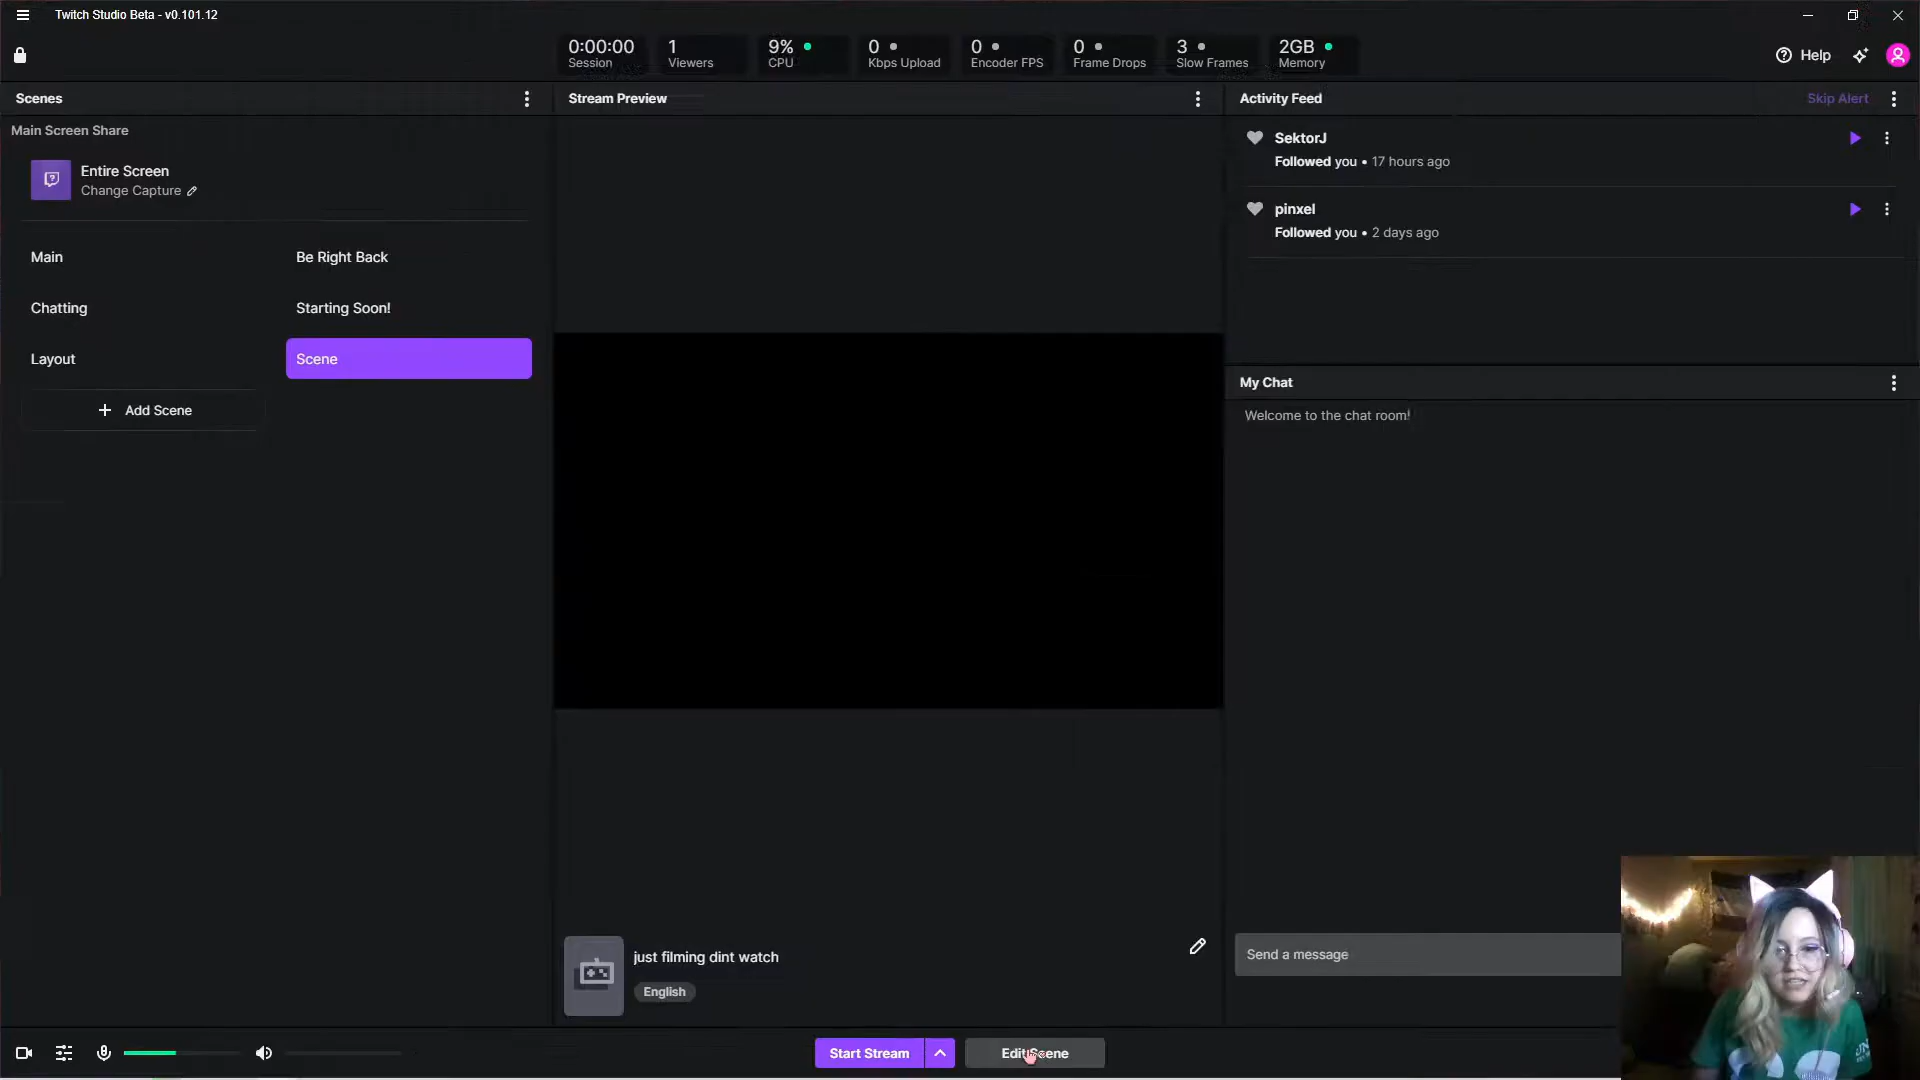 Twitch Studio Beta - v0.101.12
0:00:00
Session
1
Viewers
9%
CPU
0
Kbps Upload
0
Encoder FPS
0
Frame Drops
3
Slow Frames
2GB
Memory
Help
Scenes
Main Screen Share
Entire Screen
Change Capture
Main
Be Right Back
Chatting
Starting Soon!
Layout
Scene
Add Scene
Stream Preview
just filming dint watch
English
Activity Feed
Skip Alert
SektorJ
Followed you • 17 hours ago
pinxel
Followed you • 2 days ago
My Chat
Welcome to the chat room!
Send a message
Start Stream
Edit Scene